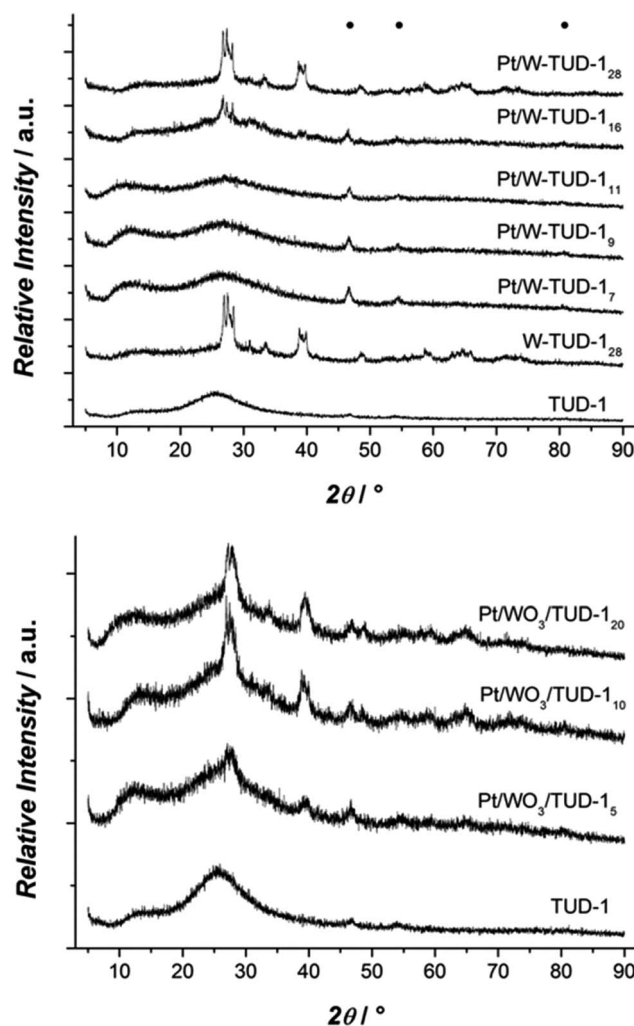 Relative Intensity / a.u.
Pt/W-TUD-1₂₈
Pt/W-TUD-1₁₆
Pt/W-TUD-1₁₁
Pt/W-TUD-1₉
Pt/W-TUD-1₇
W-TUD-1₂₈
TUD-1
10 20 30 40 50 60 70 80 90
2θ / °
Relative Intensity / a.u.
Pt/WO₃/TUD-1₂₀
Pt/WO₃/TUD-1₁₀
Pt/WO₃/TUD-1₅
TUD-1
10 20 30 40 50 60 70 80 90
2θ / °